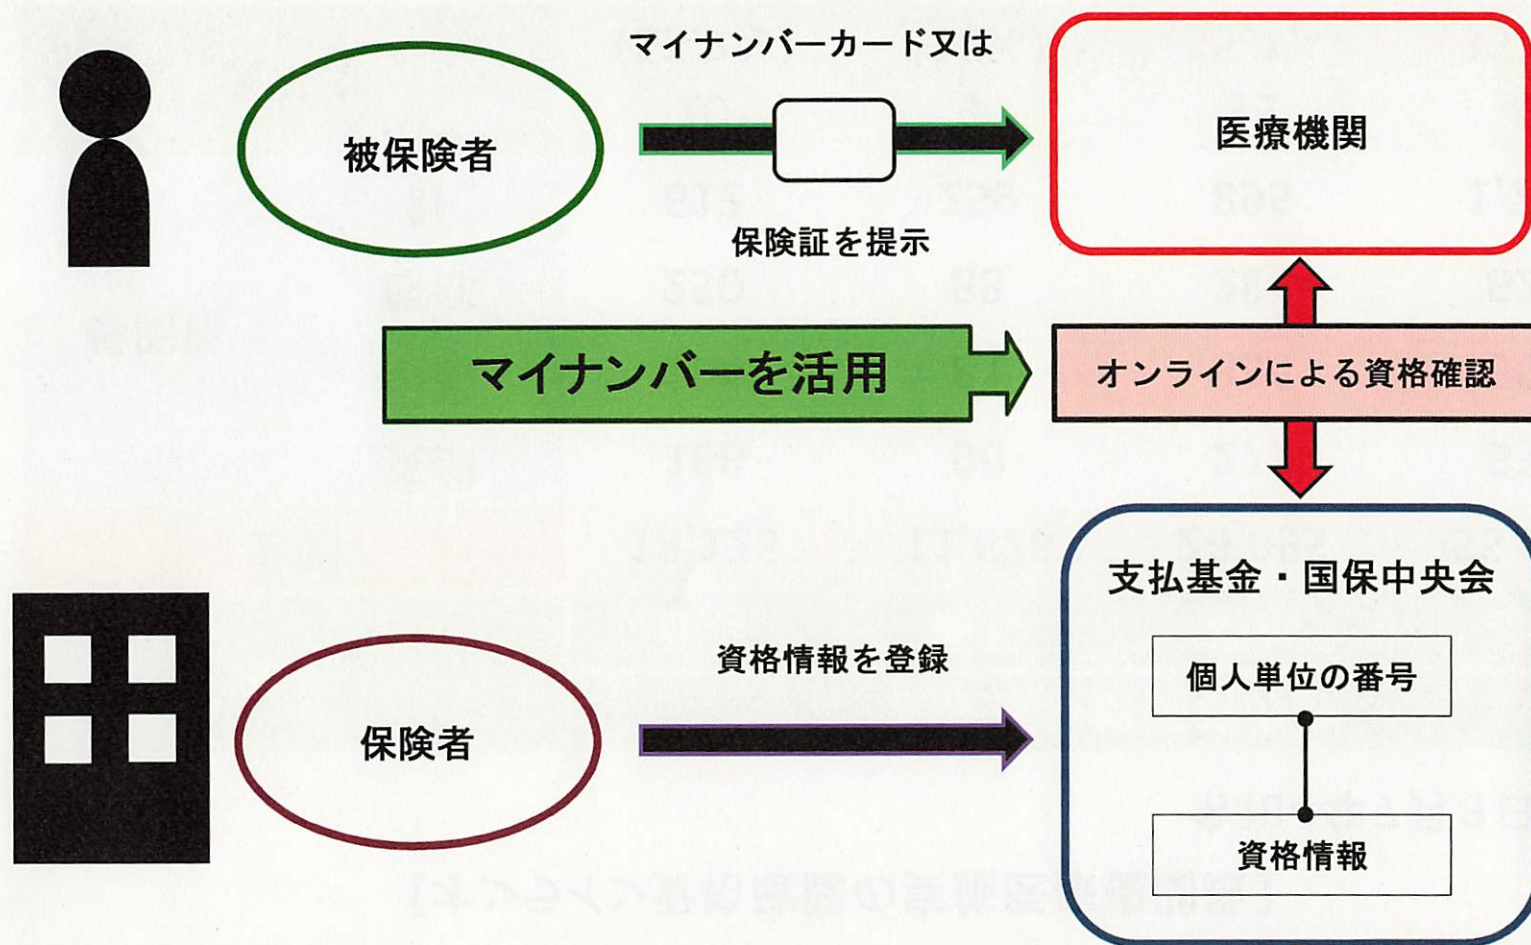 マイナンバーカード又は
被保険者
医療機関
保険証を提示
マイナンバーを活用
オンラインによる資格確認
支払基金・国保中央会
資格情報を登録
個人単位の番号
保険者
資格情報